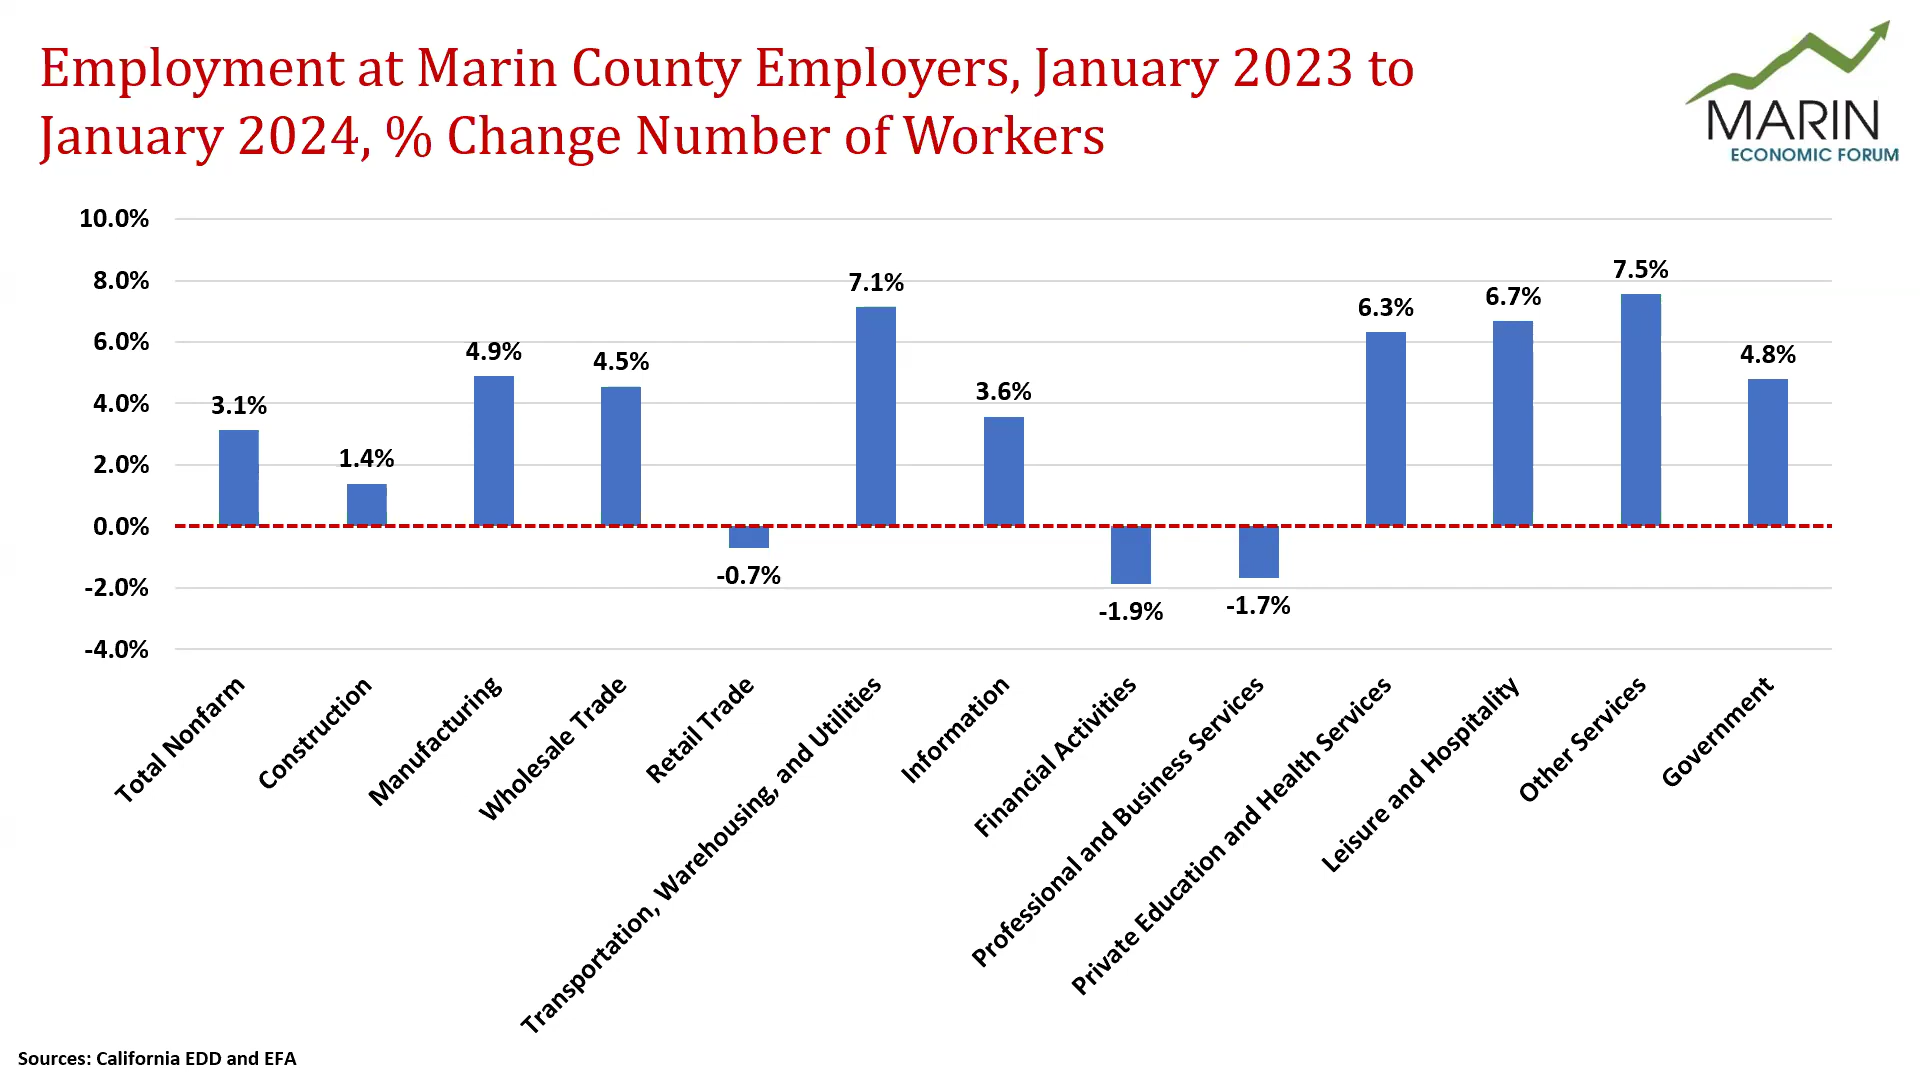 Employment at Marin County Employers, January 2023 to
January 2024, % Change Number of Workers
MARIN
ECONOMIC FORUM
10.0%
8.0%
6.0%
4.0%
2.0%
0.0%
-2.0%
-4.0%
3.1%
1.4%
4.9%
4.5%
-0.7%
7.1%
3.6%
-1.9%
-1.7%
6.3%
6.7%
7.5%
4.8%
Total Nonfarm
Construction
Manufacturing
Wholesale Trade
Retail Trade
Transportation, Warehousing, and Utilities
Information
Financial Activities
Professional and Business Services
Private Education and Health Services
Leisure and Hospitality
Other Services
Government
Sources: California EDD and EFA